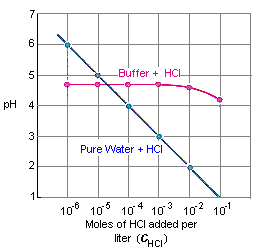 7
6
Buffer + HCl
5
pH
4
3
Pure Water + HCl
2
1
10-6 10-5 10-4 10-3 10-2 10-1
Moles of HCl added per
liter (CHCl)